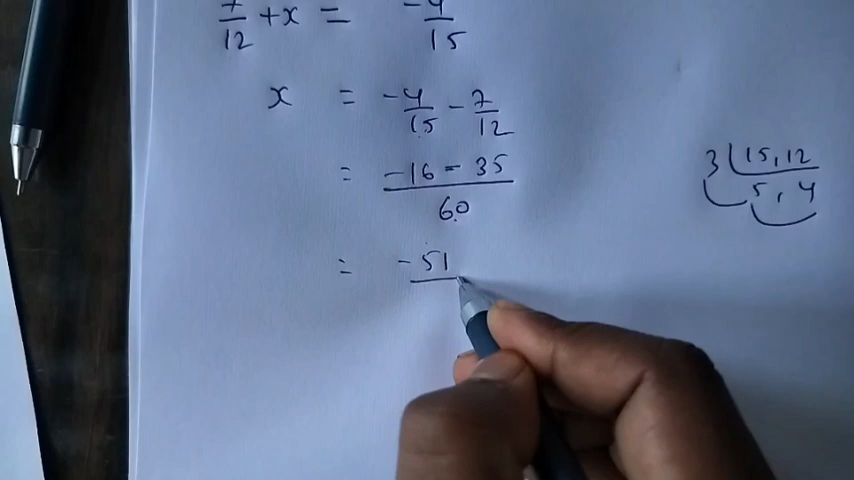 7/12 + x = -4/15
x = -4/15 - 7/12
= -16 - 35/60
= -51
3 | 15, 12
5, 4